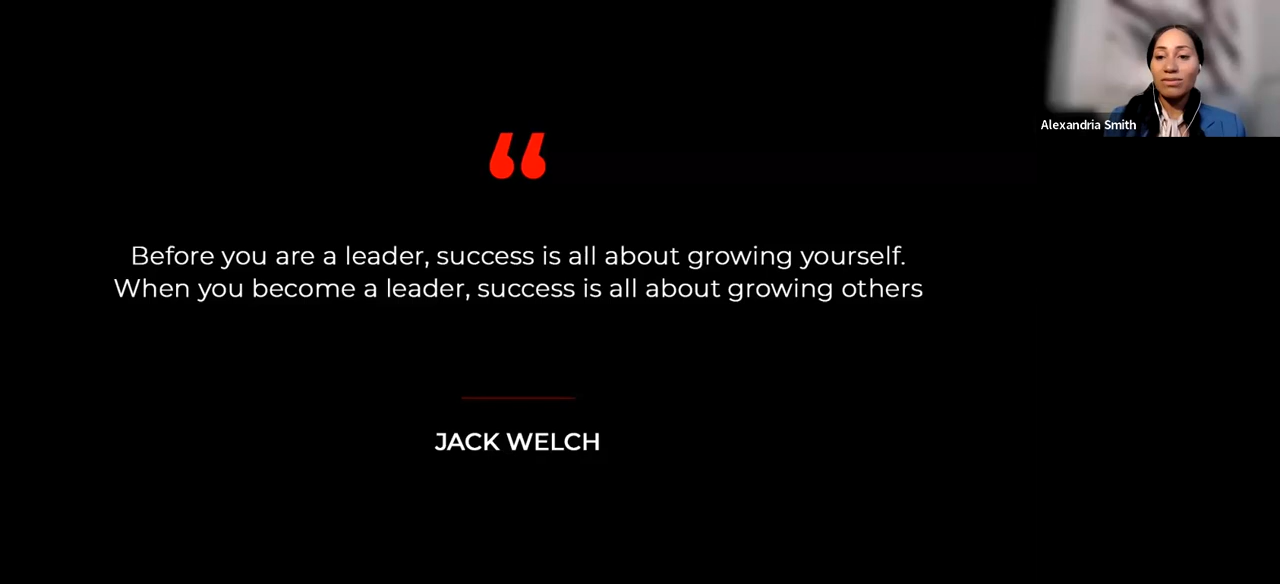 Alexandria Smith
“
Before you are a leader, success is all about growing yourself.
When you become a leader, success is all about growing others
JACK WELCH